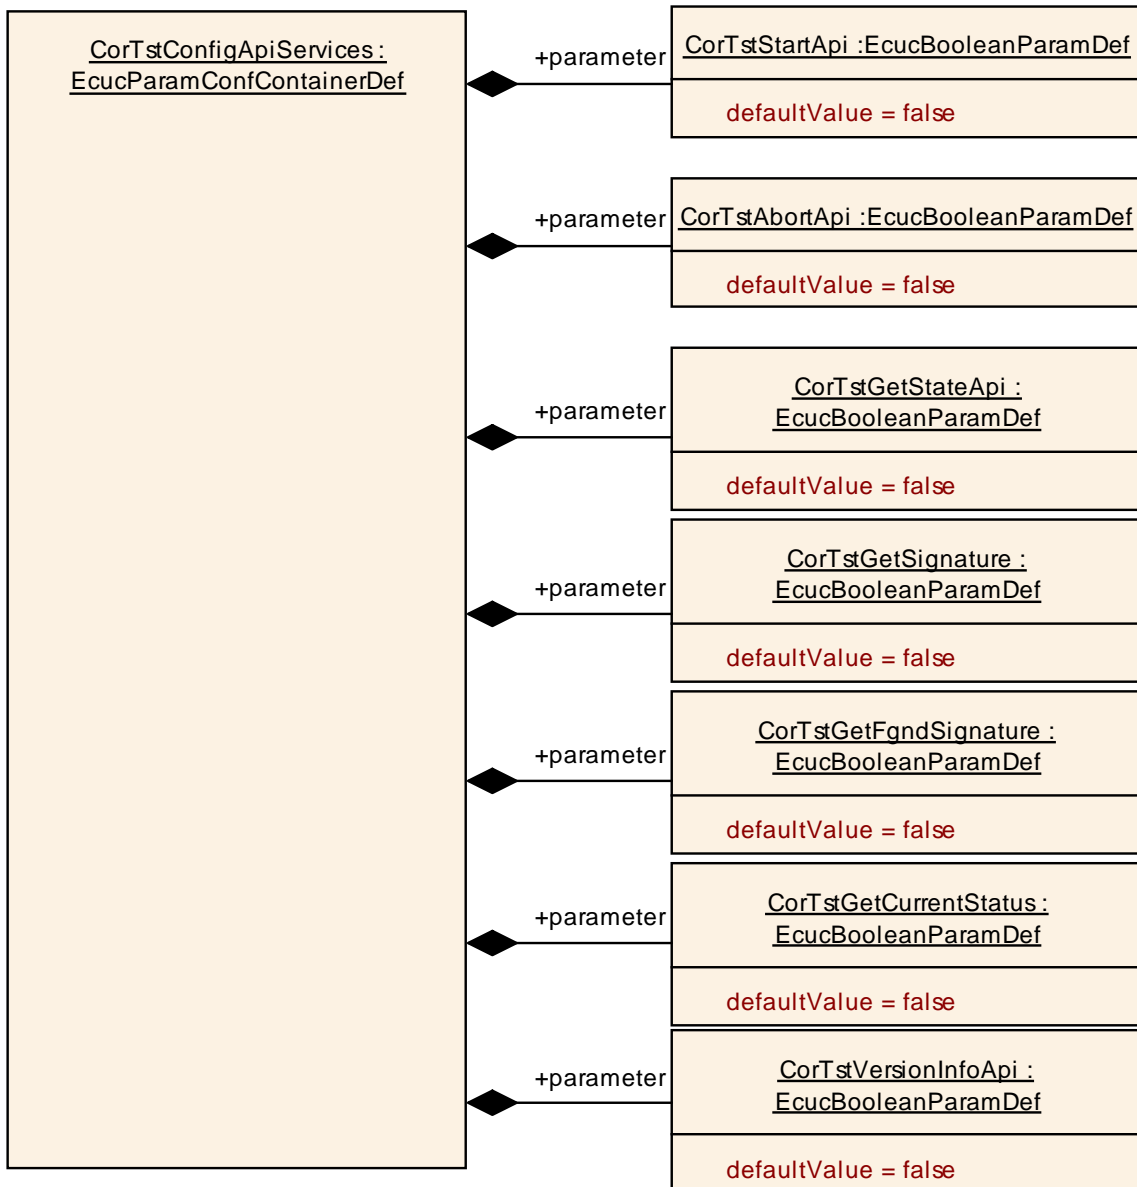 CorTstConfigApiServices :
EcucParamConfContainerDef
+parameter
CorTstStartApi :EcucBooleanParamDef
defaultValue = false
+parameter
CorTstAbortApi :EcucBooleanParamDef
defaultValue = false
+parameter
CorTstGetStateApi :
EcucBooleanParamDef
defaultValue = false
+parameter
CorTstGetSignature :
EcucBooleanParamDef
defaultValue = false
+parameter
CorTstGetFgndSignature :
EcucBooleanParamDef
defaultValue = false
+parameter
CorTstGetCurrentStatus :
EcucBooleanParamDef
defaultValue = false
+parameter
CorTstVersionInfoApi :
EcucBooleanParamDef
defaultValue = false